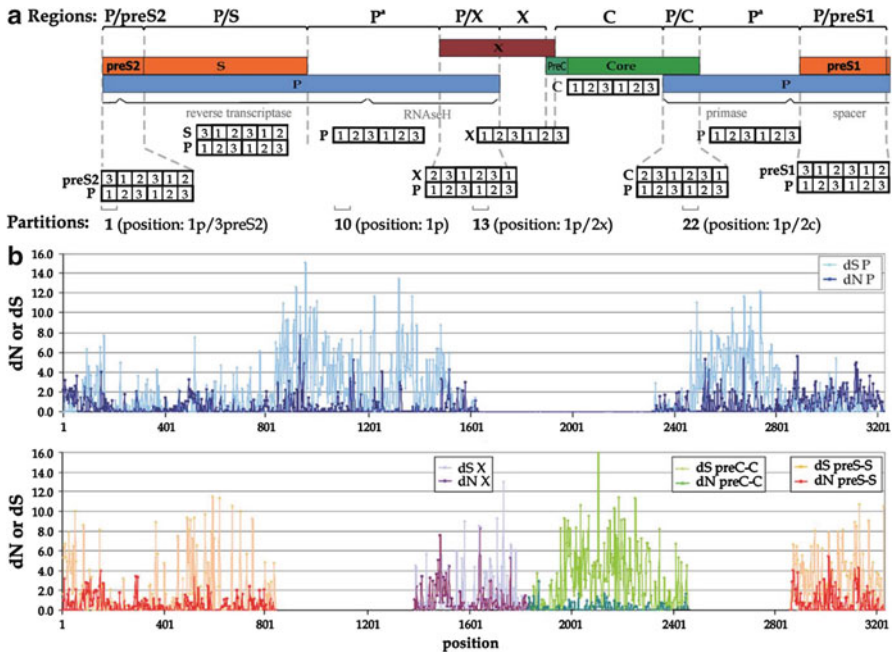 a Regions: P/preS2 P/S Pª P/X X C P/C Pª P/preS1
X
preS2 S PreC Core preS1
P C 1 2 3 1 2 3 P
reverse transcriptase RNAseH primase spacer
S 3 1 2 3 1 2 P 1 2 3 1 2 3 X 1 2 3 1 2 3 P 1 2 3 1 2 3
P 1 2 3 1 2 3
preS2 3 1 2 3 1 2 X 2 3 1 2 3 1 C 2 3 1 2 3 1 preS1 3 1 2 3 1 2
P 1 2 3 1 2 3 P 1 2 3 1 2 3 P 1 2 3 1 2 3 P 1 2 3 1 2 3
Partitions: 1 (position: 1p/3preS2) 10 (position: 1p) 13 (position: 1p/2x) 22 (position: 1p/2c)
b
16.0
14.0
12.0
10.0
8.0
6.0
4.0
2.0
0.0
dN or dS
dS P
dN P
1 401 801 1201 1601 2001 2401 2801 3201
16.0
14.0
12.0
10.0
8.0
6.0
4.0
2.0
0.0
dN or dS
dS X dS preC-C dS preS-S
dN X dN preC-C dN preS-S
1 401 801 1201 1601 2001 2401 2801 3201
position